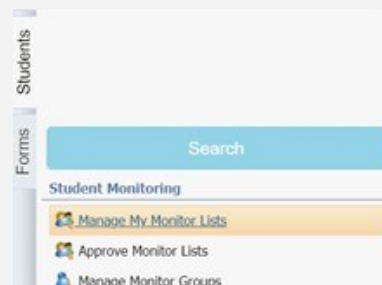 Students
Forms
Search
Student Monitoring
Manage My Monitor Lists
Approve Monitor Lists
Manage Monitor Groups